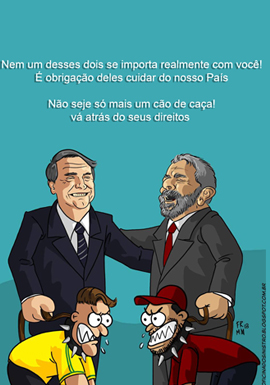 Nem um desses dois se importa realmente com você!
É obrigação deles cuidar do nosso País
Não seje só mais um cão de caça!
vá atrás do seus direitos